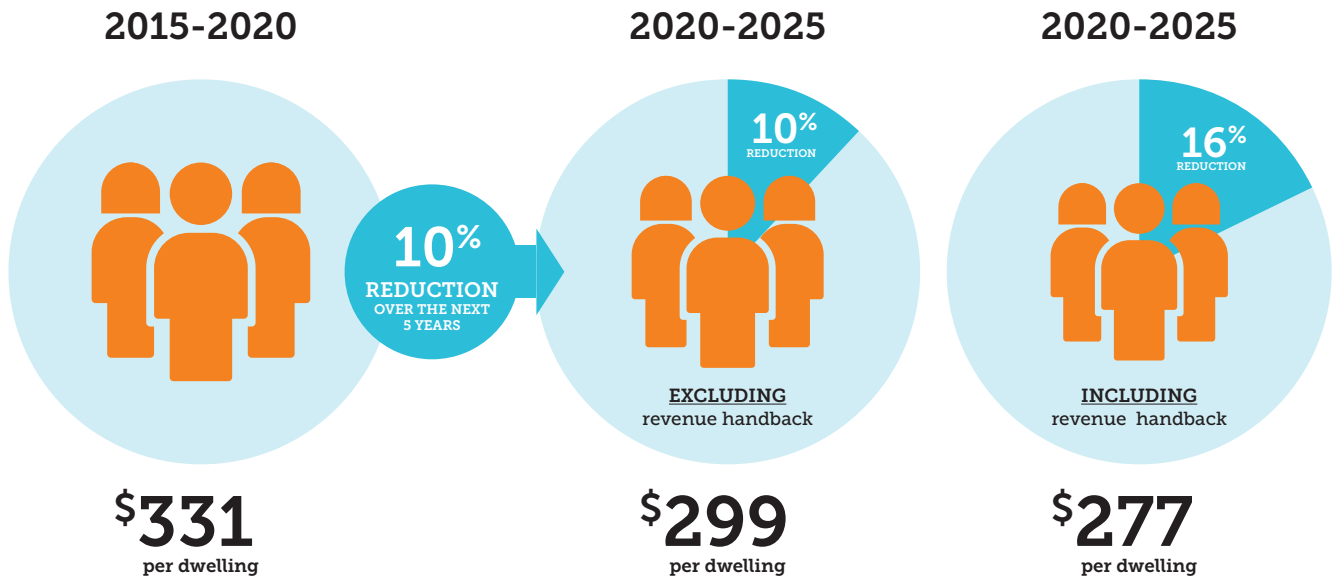 2015-2020
10%
REDUCTION
OVER THE NEXT
5 YEARS
$331
per dwelling
2020-2025
10%
REDUCTION
EXCLUDING
revenue handback
$299
per dwelling
2020-2025
16%
REDUCTION
INCLUDING
revenue handback
$277
per dwelling